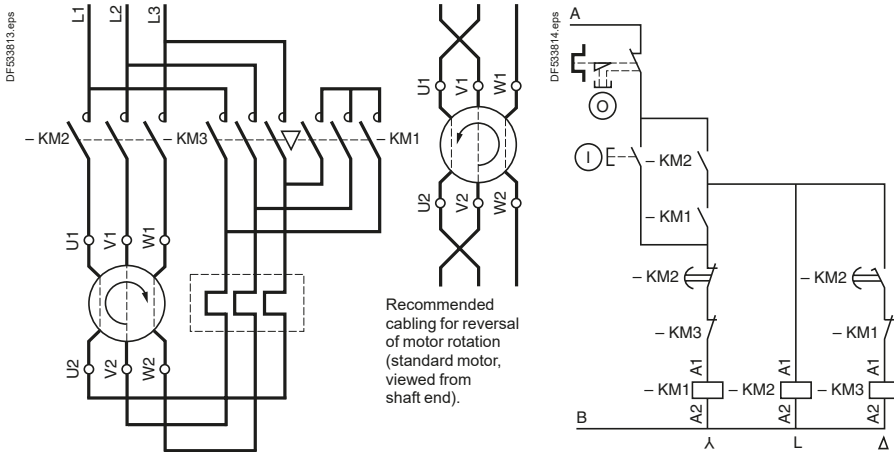 DF533813.eps
L1
L2
L3
– KM2
– KM3
– KM1
U1
V1
W1
U2
V2
W2
U1
V1
W1
U2
V2
W2
Recommended
cabling for reversal
of motor rotation
(standard motor,
viewed from
shaft end).
DF533814.eps
A
O
I
– KM2
– KM1
– KM2
– KM2
– KM3
– KM1
A1
A1
A1
– KM1
– KM2
– KM3
A2
A2
A2
B
L
Δ